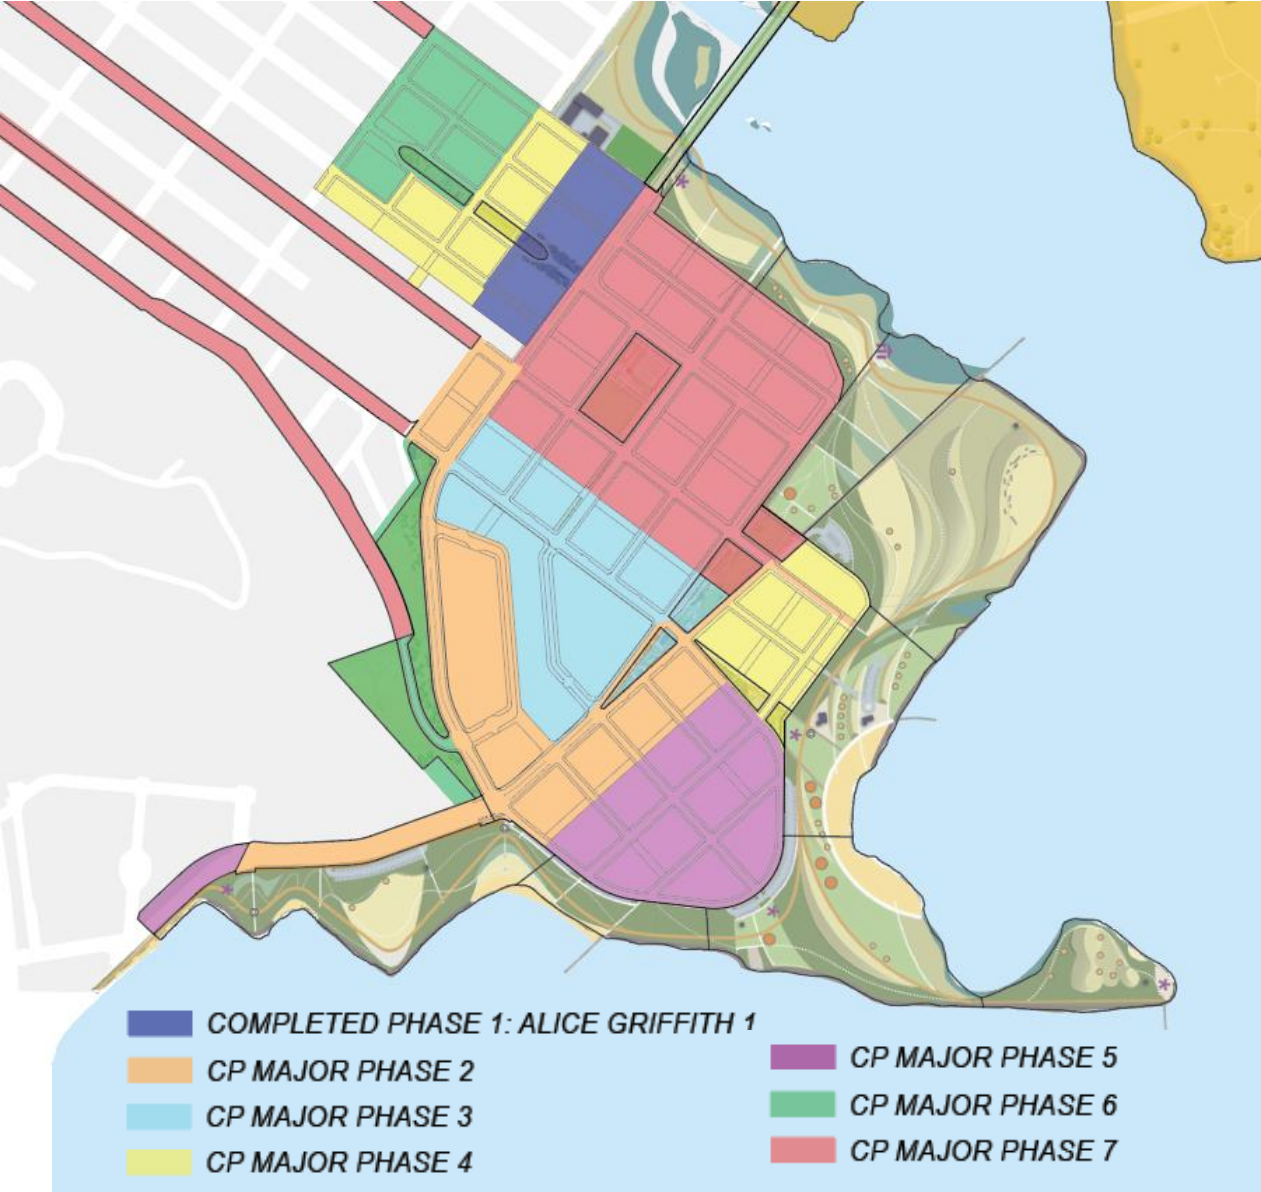 COMPLETED PHASE 1: ALICE GRIFFITH 1
CP MAJOR PHASE 2
CP MAJOR PHASE 3
CP MAJOR PHASE 4
CP MAJOR PHASE 5
CP MAJOR PHASE 6
CP MAJOR PHASE 7